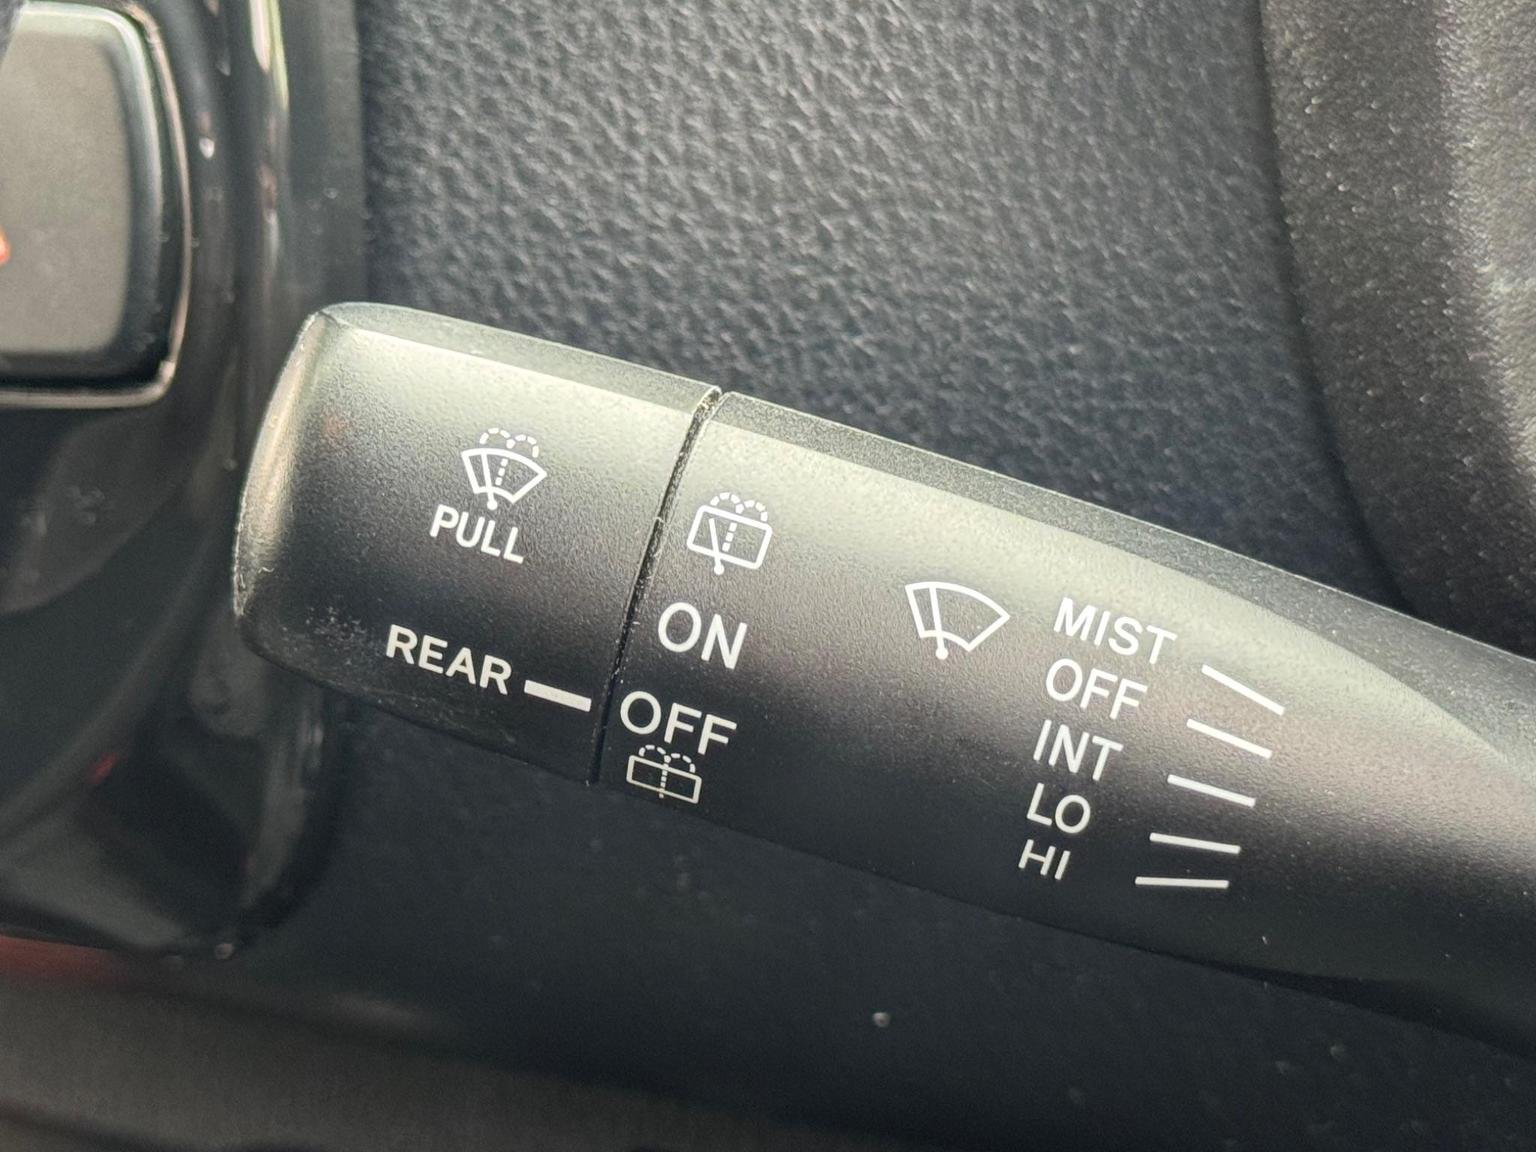 PULL
REAR
ON
OFF
MIST
OFF
INT
LO
HI